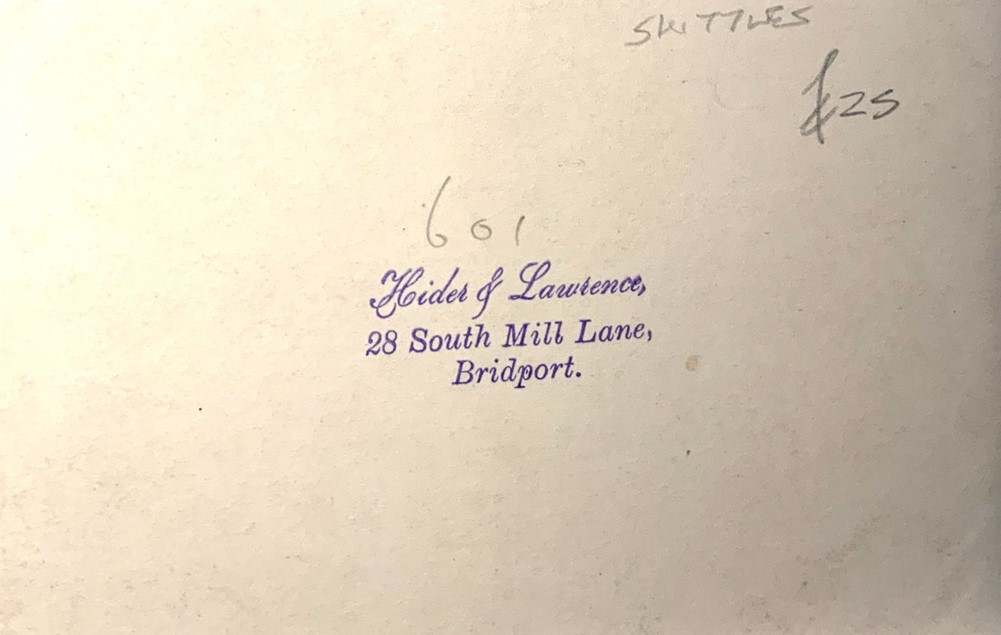 SKITTLES
£25
601
Hider & Lawrence,
28 South Mill Lane,
Bridport.